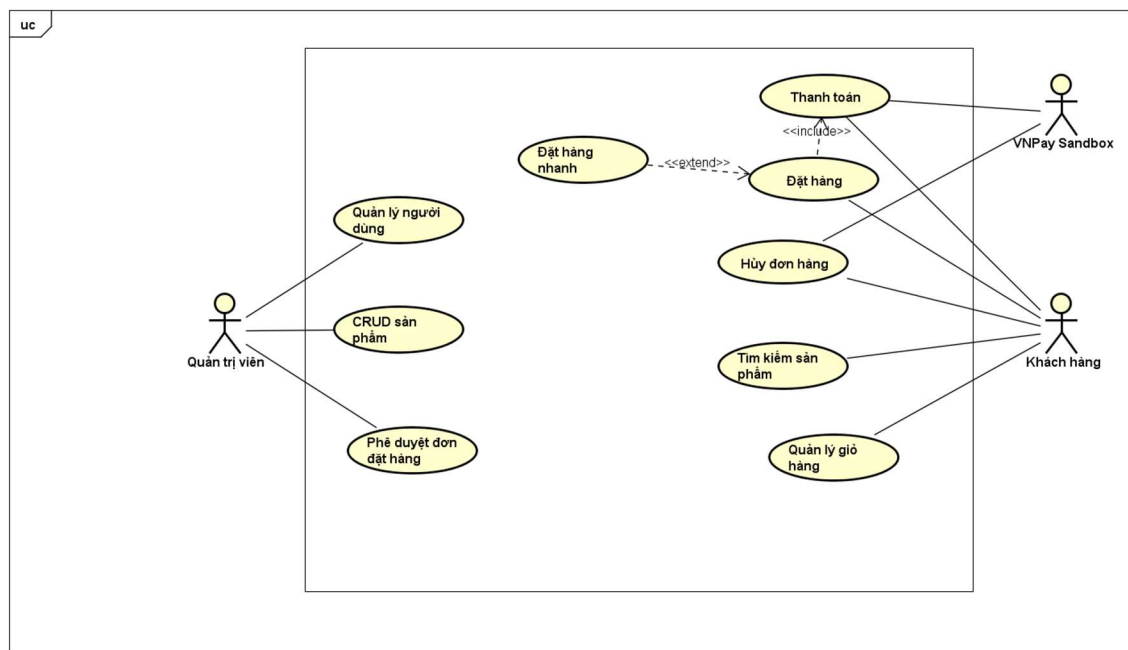 uc
Thanh toán
<<include>>
VNPay Sandbox
Đặt hàng
nhanh
<<extend>>
Đặt hàng
Quản lý người
dùng
Hủy đơn hàng
CRUD sản
phẩm
Quản trị viên
Tìm kiếm sản
phẩm
Khách hàng
Phê duyệt đơn
đặt hàng
Quản lý giỏ
hàng